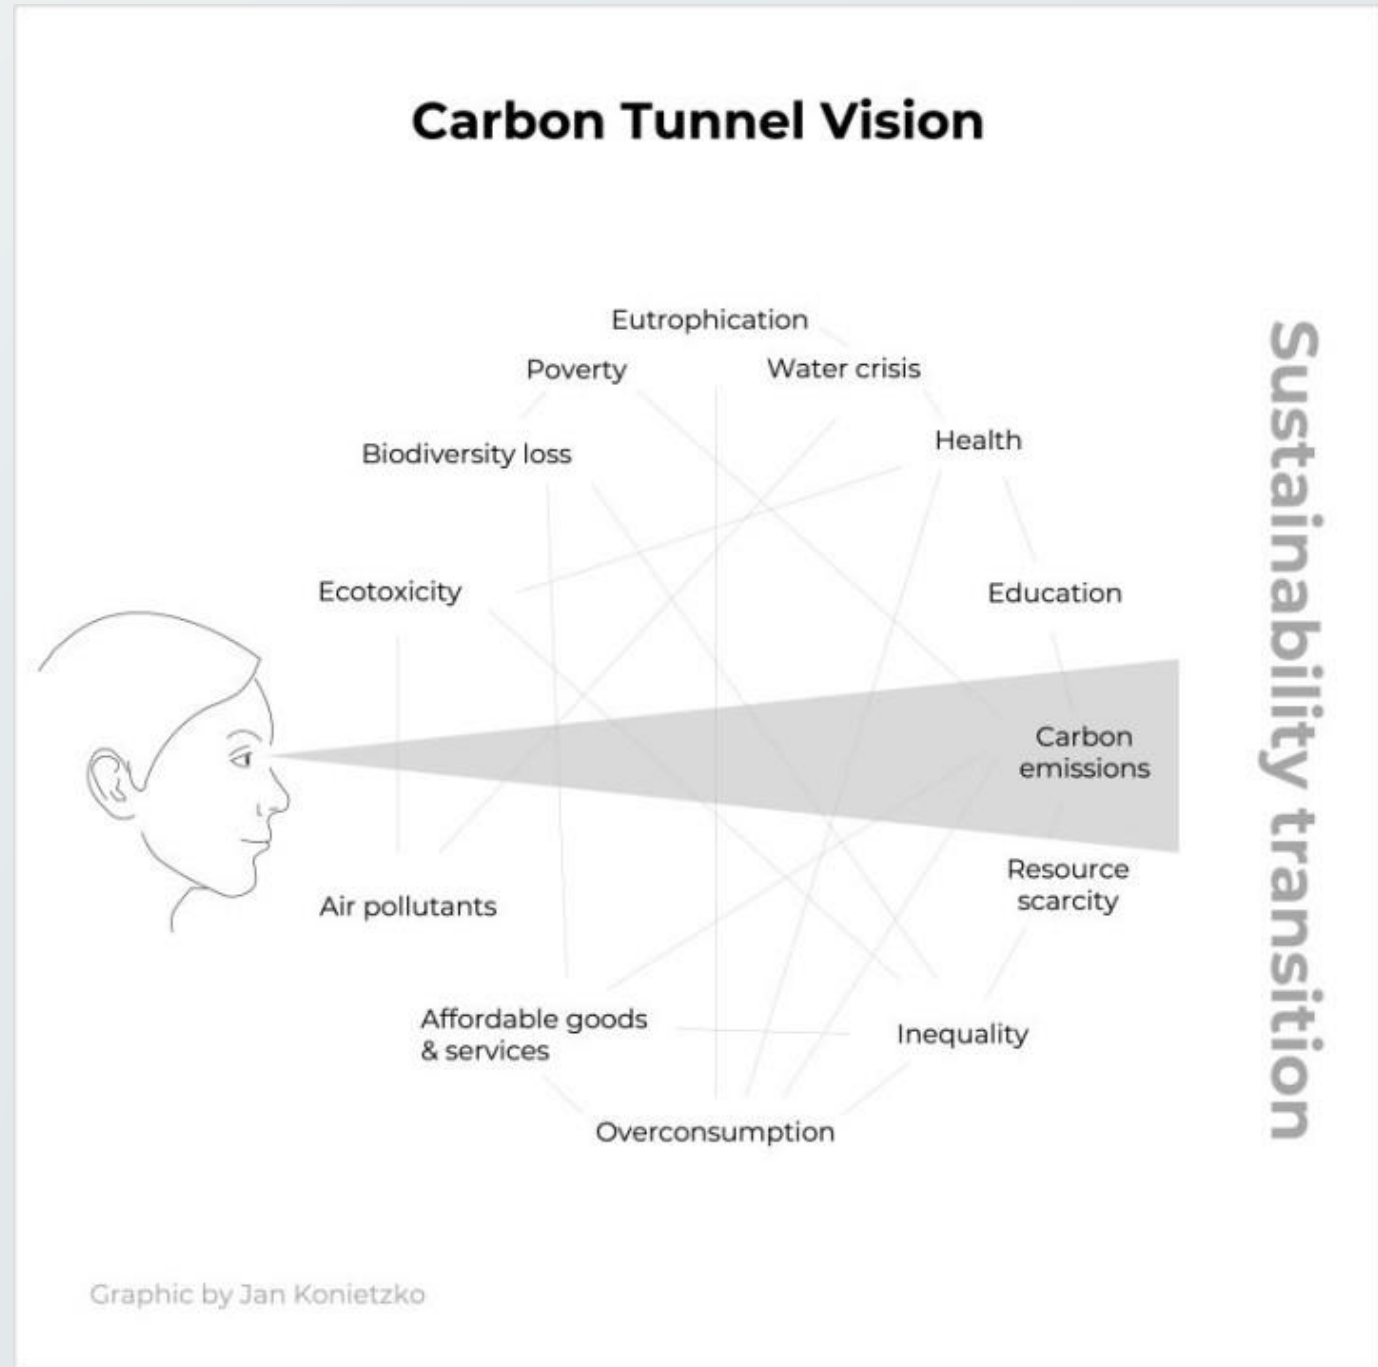 Carbon Tunnel Vision
Eutrophication
Poverty
Water crisis
Biodiversity loss
Health
Ecotoxicity
Education
Carbon
emissions
Resource
scarcity
Air pollutants
Affordable goods
& services
Inequality
Overconsumption
Sustainability transition
Graphic by Jan Konietzko